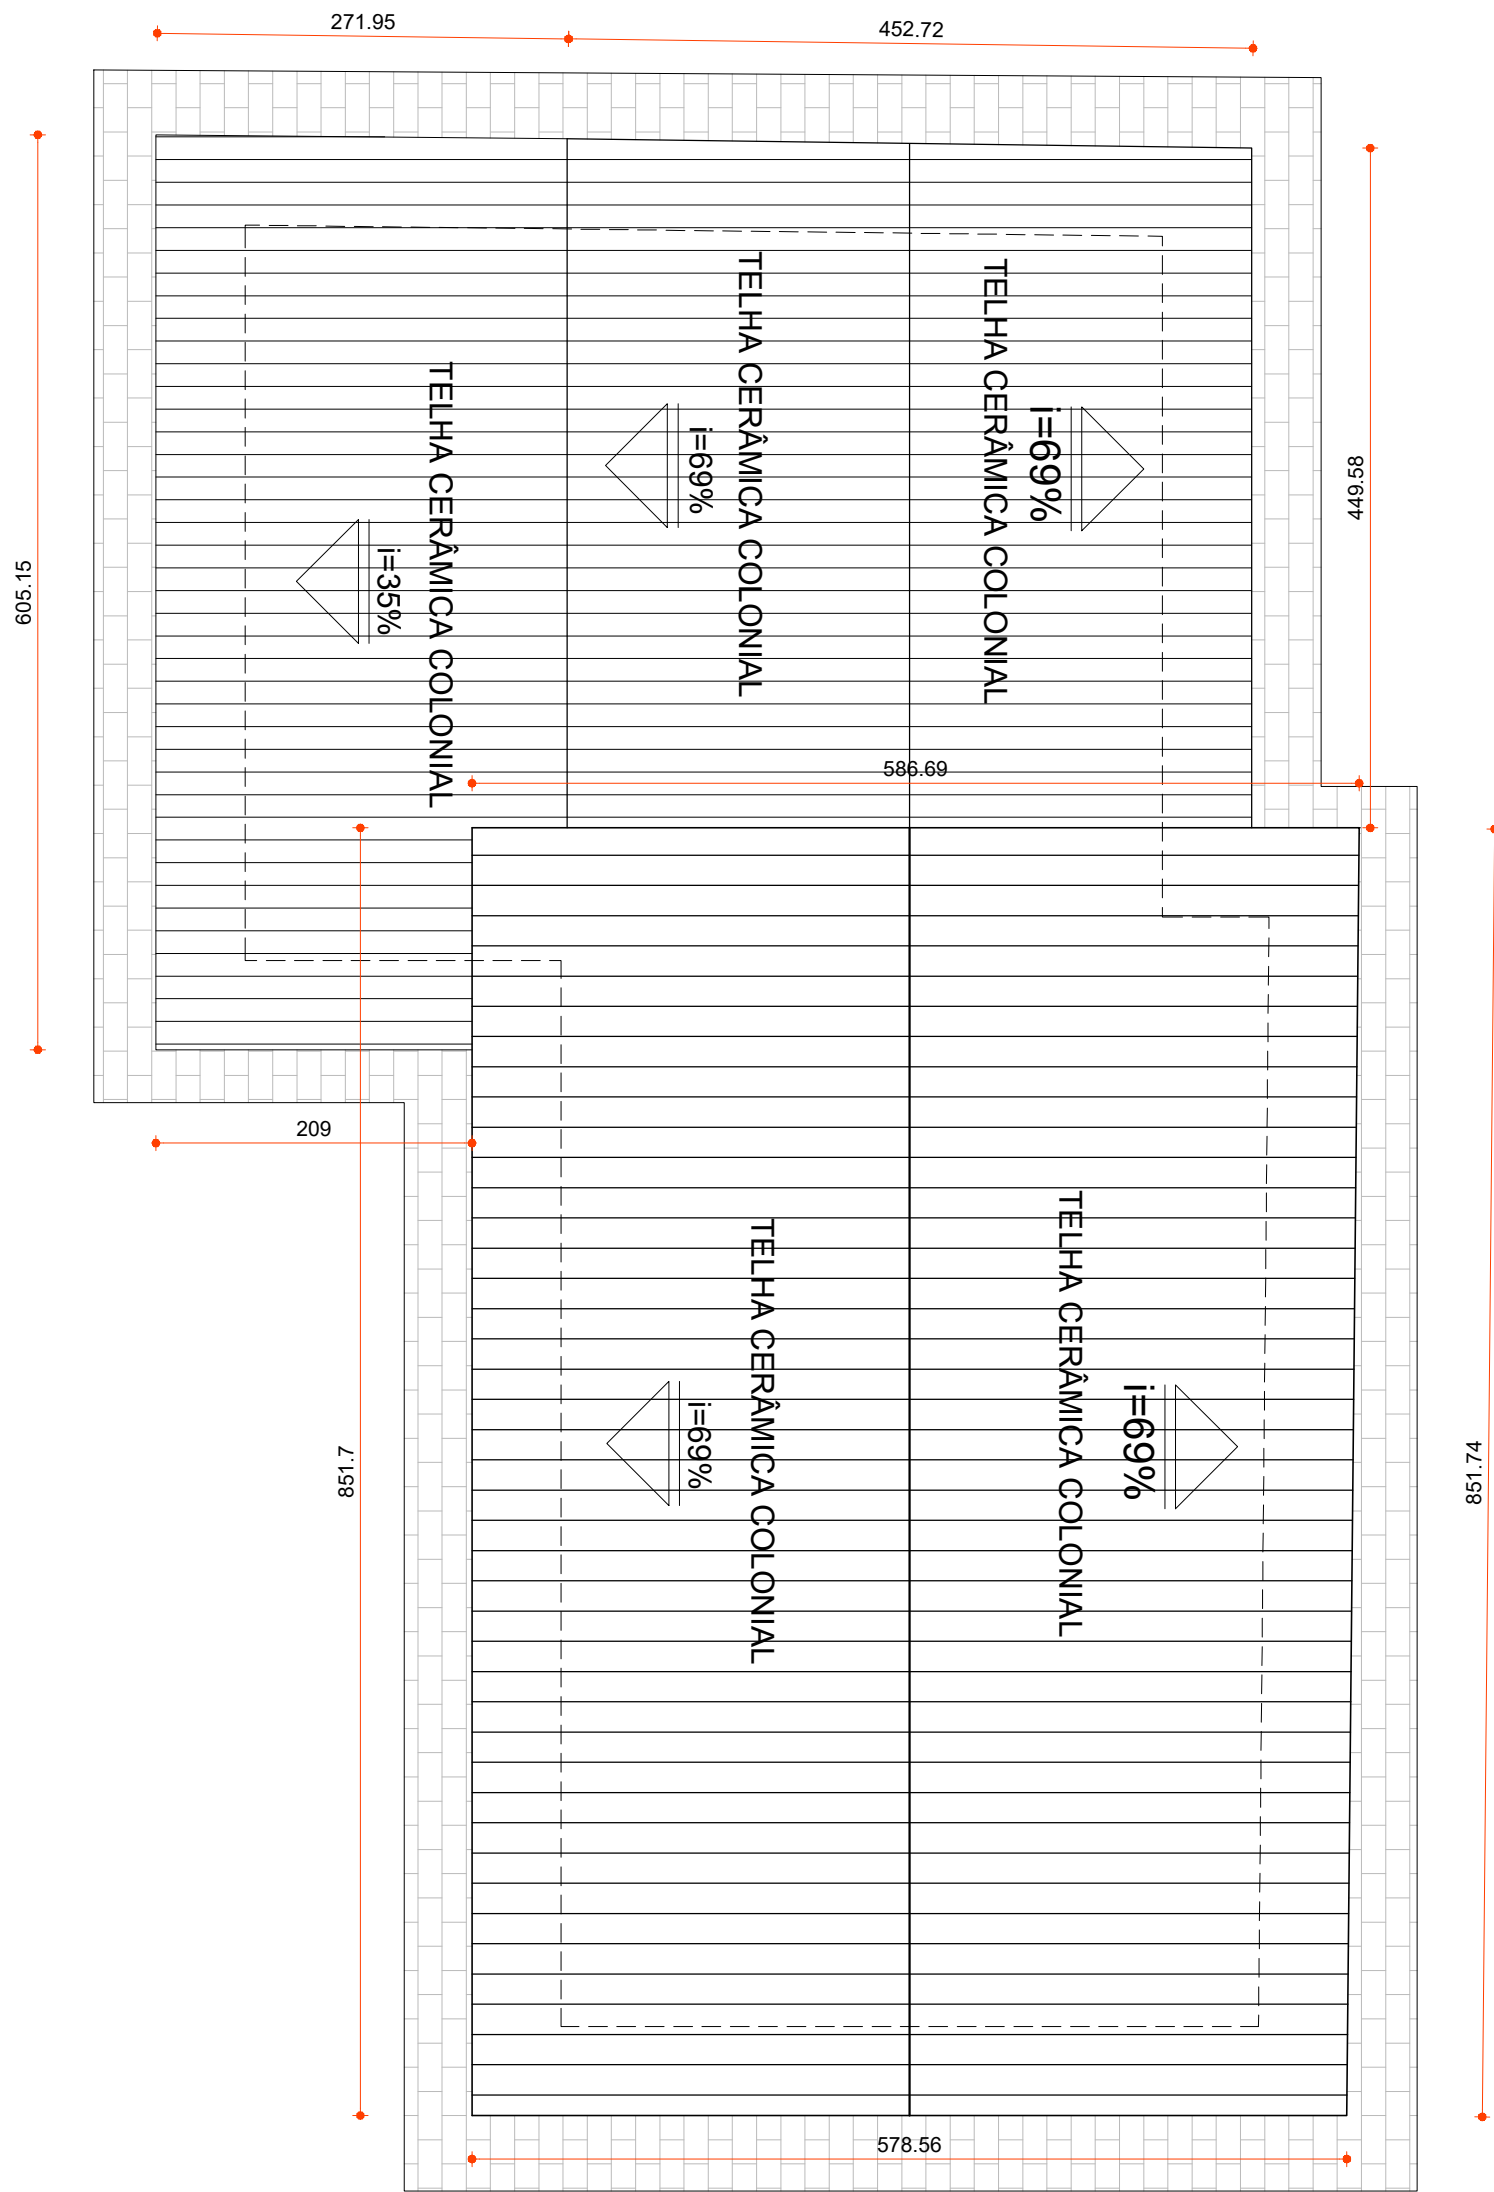 271.95
452.72
TELHA CERÂMICA COLONIAL
TELHA CERÂMICA COLONIAL
TELHA CERÂMICA COLONIAL
i=69%
i=69%
i=35%
449.58
605.15
586.69
209
TELHA CERÂMICA COLONIAL
TELHA CERÂMICA COLONIAL
i=69%
i=69%
851.7
851.74
578.56